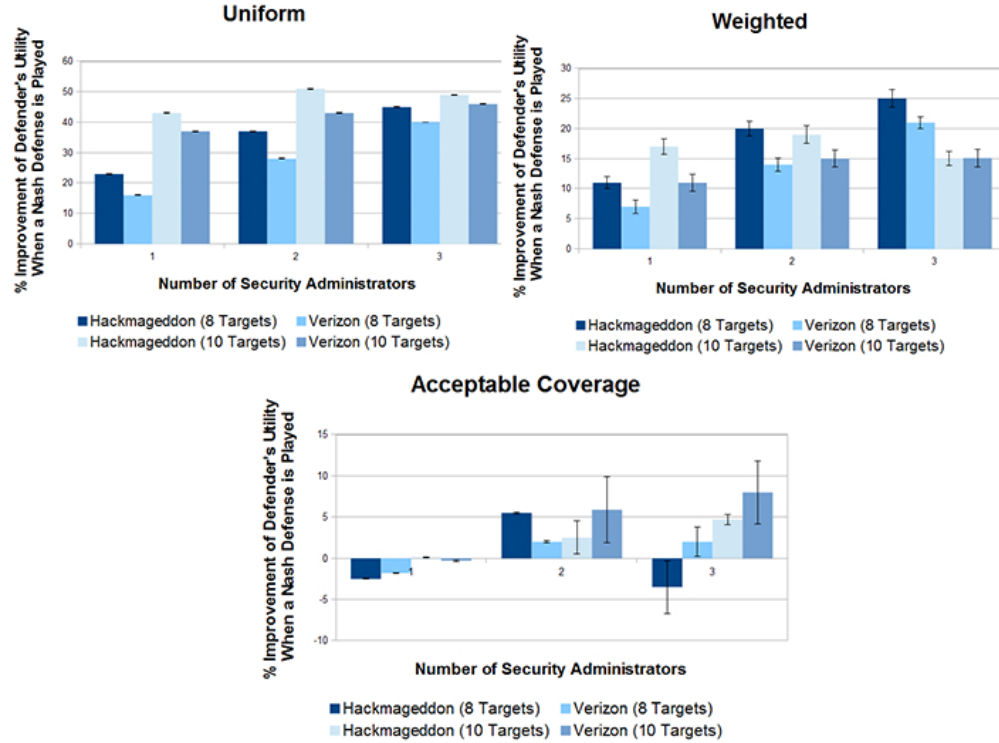 Uniform
% Improvement of Defender's Utility
When a Nash Defense is Played
60
50
40
30
20
10
0
1 2 3
Number of Security Administrators
Hackmageddon (8 Targets) Verizon (8 Targets)
Hackmageddon (10 Targets) Verizon (10 Targets)
Weighted
% Improvement of Defender's Utility
When a Nash Defense is Played
30
25
20
15
10
5
0
1 2 3
Number of Security Administrators
Hackmageddon (8 Targets) Verizon (8 Targets)
Hackmageddon (10 Targets) Verizon (10 Targets)
Acceptable Coverage
% Improvement of Defender's Utility
When a Nash Defense is Played
15
10
5
0
-5
-10
1 2 3
Number of Security Administrators
Hackmageddon (8 Targets) Verizon (8 Targets)
Hackmageddon (10 Targets) Verizon (10 Targets)